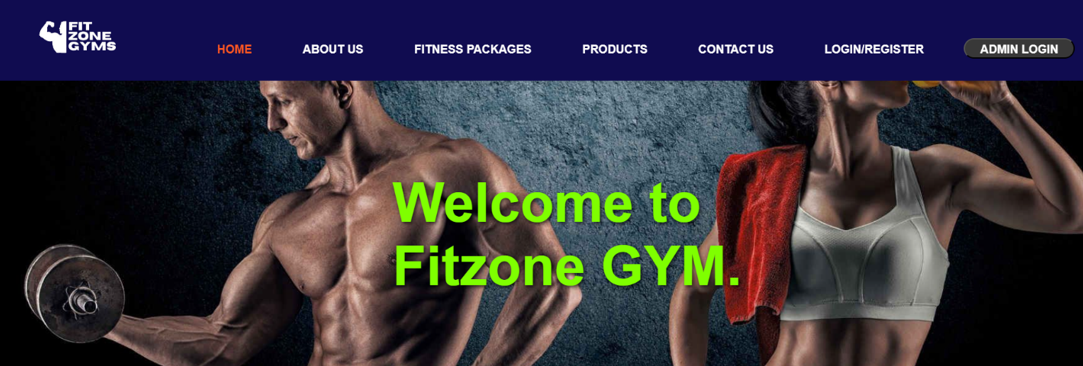 FIT
ZONE
GYMS
HOME ABOUT US FITNESS PACKAGES PRODUCTS CONTACT US LOGIN/REGISTER ADMIN LOGIN
Welcome to
Fitzone GYM.